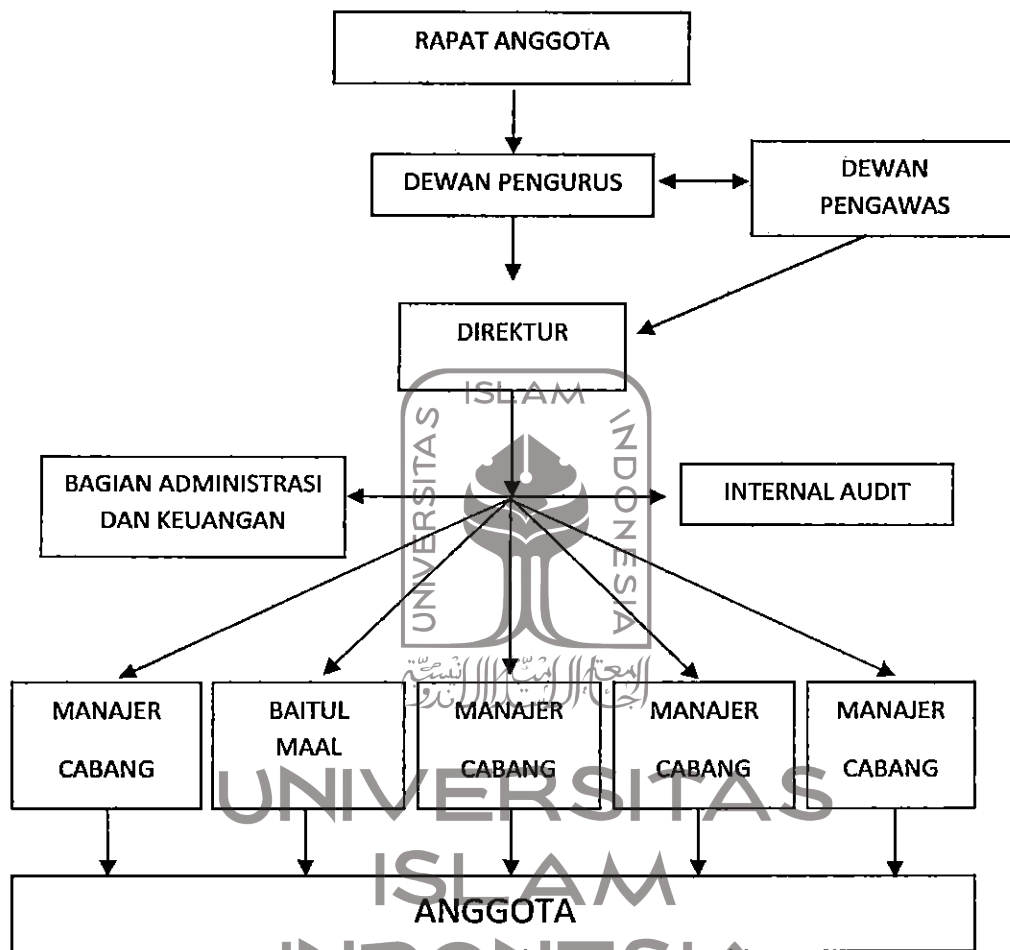 RAPAT ANGGOTA
DEWAN PENGURUS
DEWAN
PENGAWAS
DIREKTUR
ISLAM
UNIVERSITAS
INDONESIA
BAGIAN ADMINISTRASI
DAN KEUANGAN
INTERNAL AUDIT
MANAJER
CABANG
BAITUL
MAAL
MANAJER
CABANG
MANAJER
CABANG
MANAJER
CABANG
UNIVERSITAS
ISLAM
ANGGOTA
INDONESIA